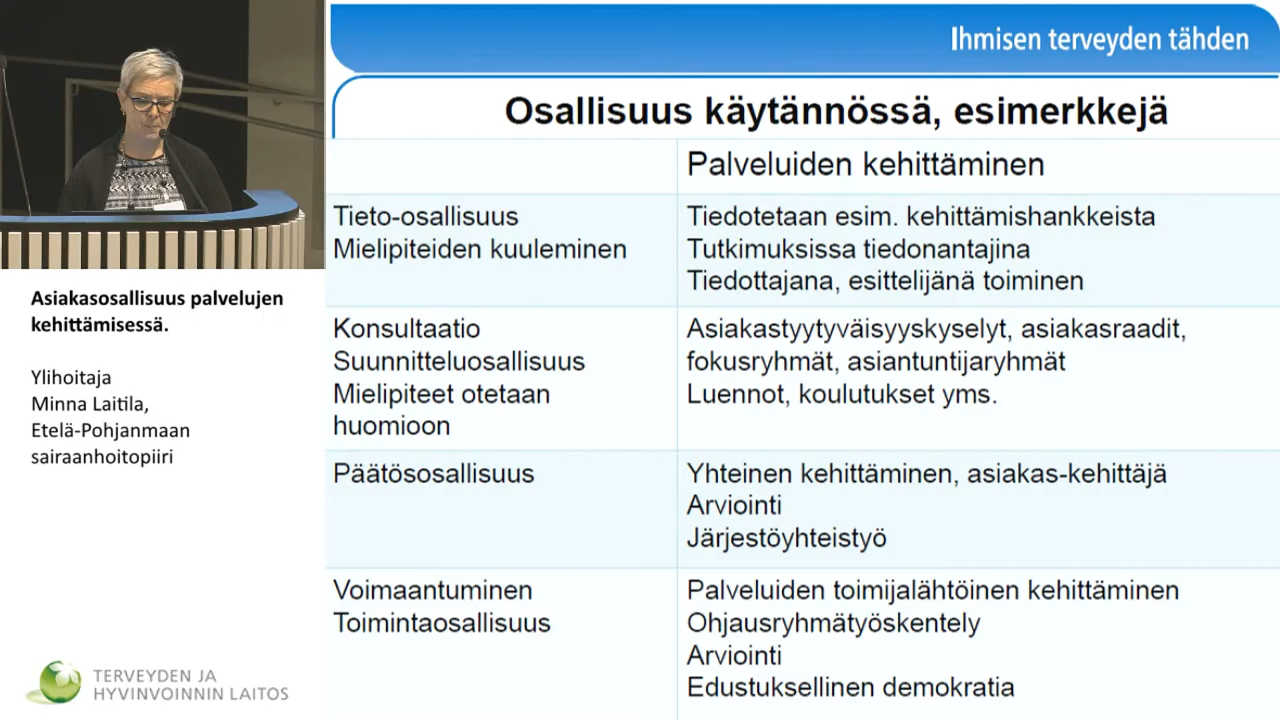 Ihmisen terveyden tähden
Osallisuus käytännössä, esimerkkejä
Palveluiden kehittäminen
Tieto-osallisuus
Mielipiteiden kuuleminen
Tiedotetaan esim. kehittämishankkeista
Tutkimuksissa tiedonantajina
Tiedottajana, esittelijänä toiminen
Konsultaatio
Suunnitteluosallisuus
Mielipiteet otetaan
huomioon
Asiakastyytyväisyyskyselyt, asiakasraadit,
fokusryhmät, asiantuntijaryhmät
Luennot, koulutukset yms.
Päätösosallisuus
Yhteinen kehittäminen, asiakas-kehittäjä
Arviointi
Järjestöyhteistyö
Voimaantuminen
Toimintaosallisuus
Palveluiden toimijalähtöinen kehittäminen
Ohjausryhmätyöskentely
Arviointi
Edustuksellinen demokratia
Asiakasosallisuus palvelujen
kehittämisessä.
Ylihoitaja
Minna Laitila,
Etelä-Pohjanmaan
sairaanhoitopiiri
TERVEYDEN JA
HYVINVOINNIN LAITOS